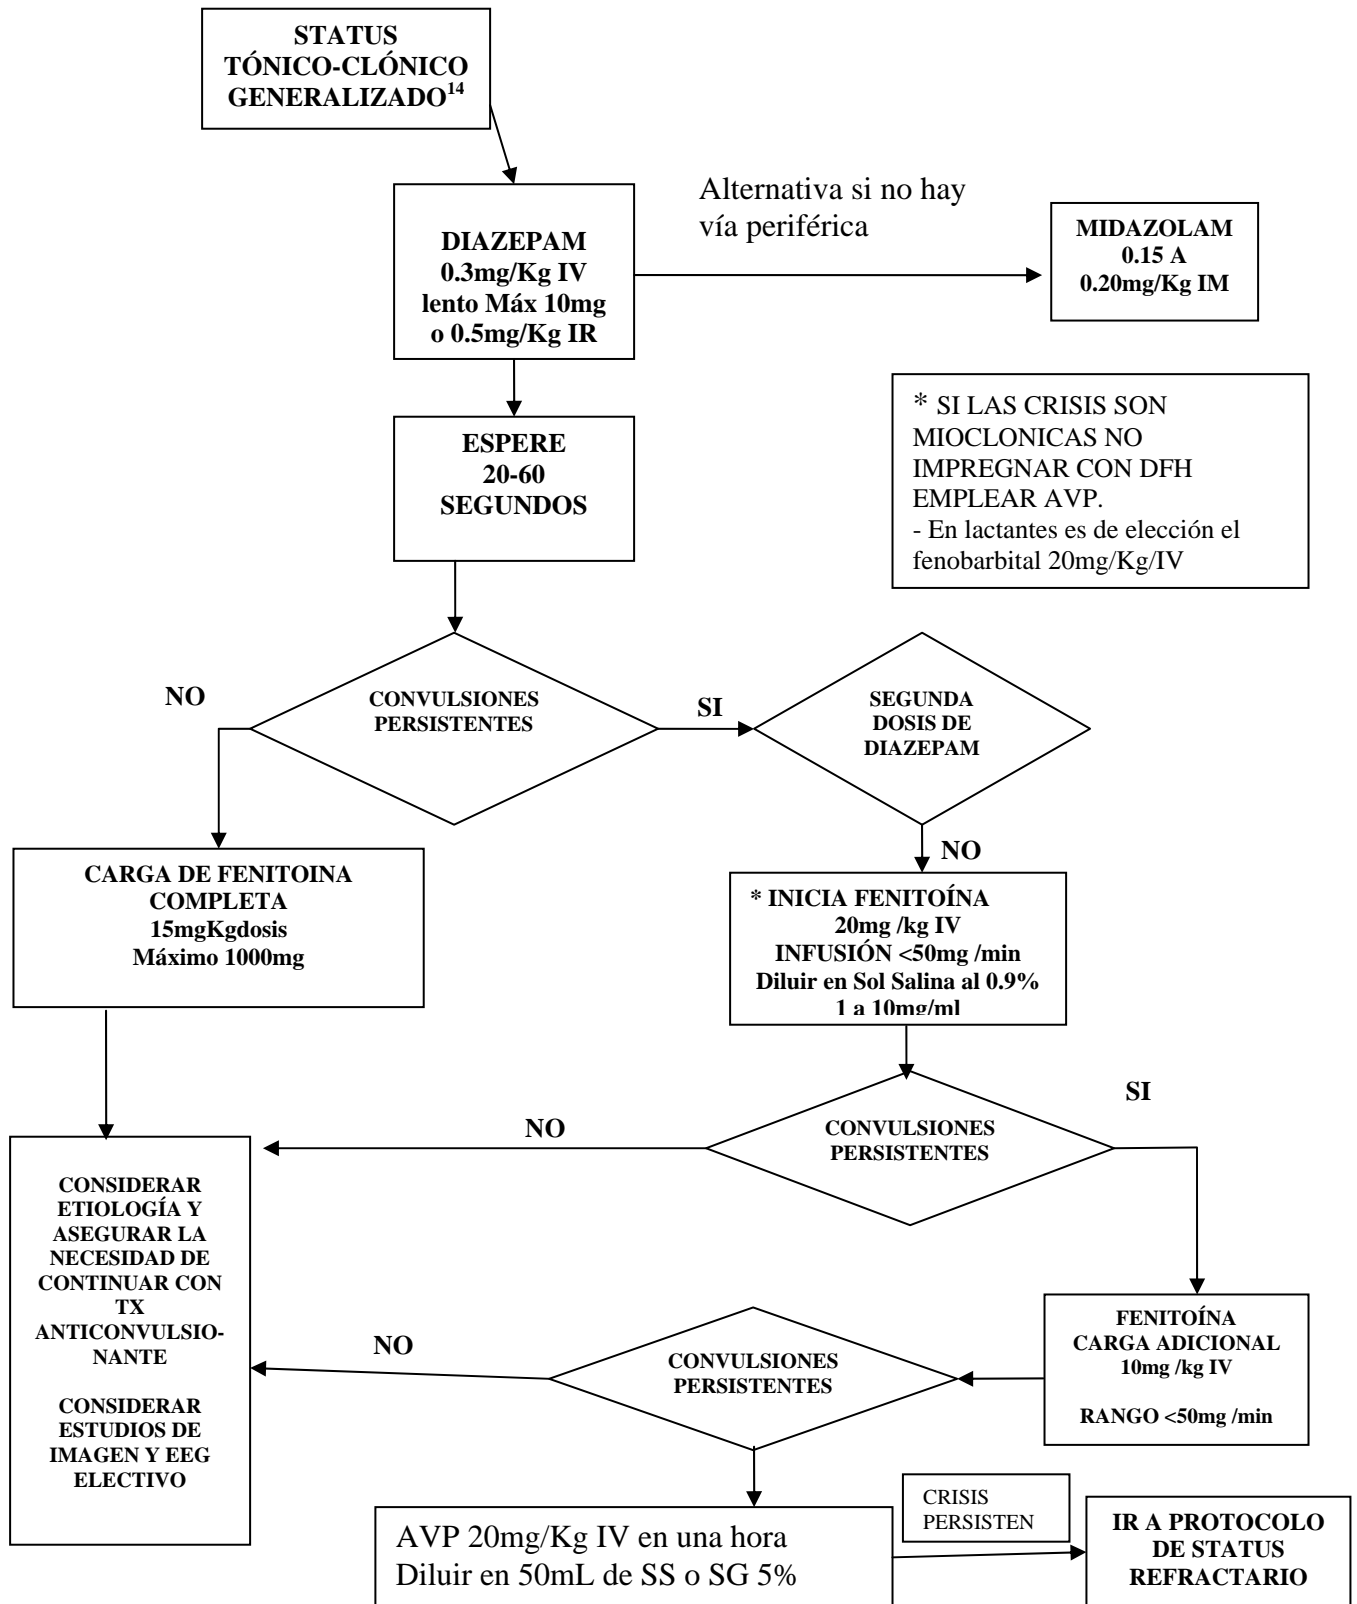 STATUS
TÓNICO-CLÓNICO
GENERALIZADO14
Alternativa si no hay
vía periférica
DIAZEPAM
0.3mg/Kg IV
lento Máx 10mg
o 0.5mg/Kg IR
MIDAZOLAM
0.15 A
0.20mg/Kg IM
ESPERE
20-60
SEGUNDOS
* SI LAS CRISIS SON
MIOCLONICAS NO
IMPREGNAR CON DFH
EMPLEAR AVP.
- En lactantes es de elección el
fenobarbital 20mg/Kg/IV
NO
CONVULSIONES
PERSISTENTES
SI
SEGUNDA
DOSIS DE
DIAZEPAM
NO
CARGA DE FENITOINA
COMPLETA
15mgKgdosis
Máximo 1000mg
* INICIA FENITOÍNA
20mg /kg IV
INFUSIÓN <50mg /min
Diluir en Sol Salina al 0.9%
1 a 10mg/ml
SI
NO
CONVULSIONES
PERSISTENTES
CONSIDERAR
ETIOLOGÍA Y
ASEGURAR LA
NECESIDAD DE
CONTINUAR CON
TX
ANTICONVULSIO-
NANTE
CONSIDERAR
ESTUDIOS DE
IMAGEN Y EEG
ELECTIVO
FENITOÍNA
CARGA ADICIONAL
10mg /kg IV
RANGO <50mg /min
NO
CONVULSIONES
PERSISTENTES
AVP 20mg/Kg IV en una hora
Diluir en 50mL de SS o SG 5%
CRISIS
PERSISTEN
IR A PROTOCOLO
DE STATUS
REFRACTARIO